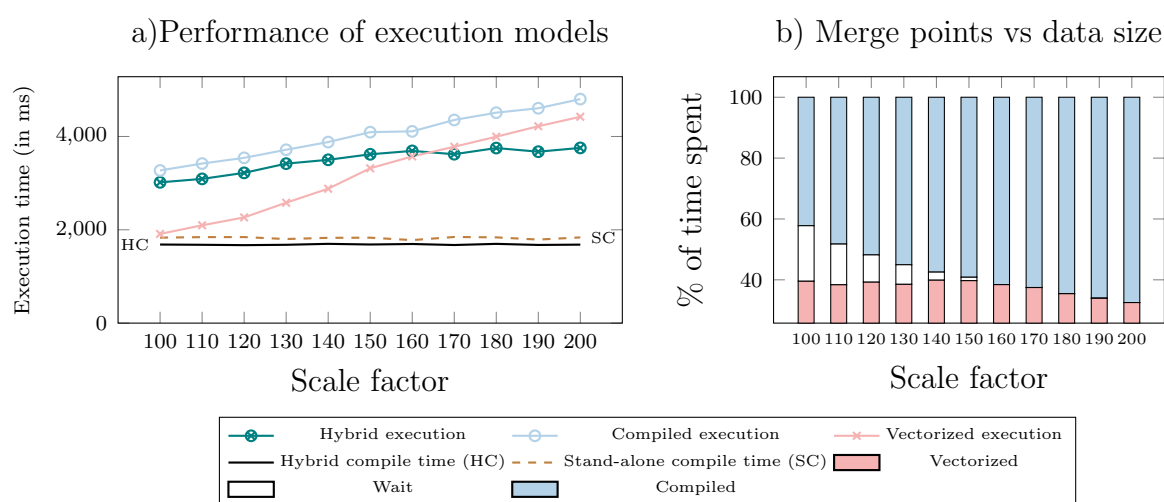 a)Performance of execution models
b) Merge points vs data size
Execution time (in ms)
4,000
2,000
0
HC
SC
100 110 120 130 140 150 160 170 180 190 200
Scale factor
% of time spent
100
80
60
40
100 110 120 130 140 150 160 170 180 190 200
Scale factor
Hybrid execution Compiled execution Vectorized execution
Hybrid compile time (HC) Stand-alone compile time (SC) Vectorized
Wait Compiled